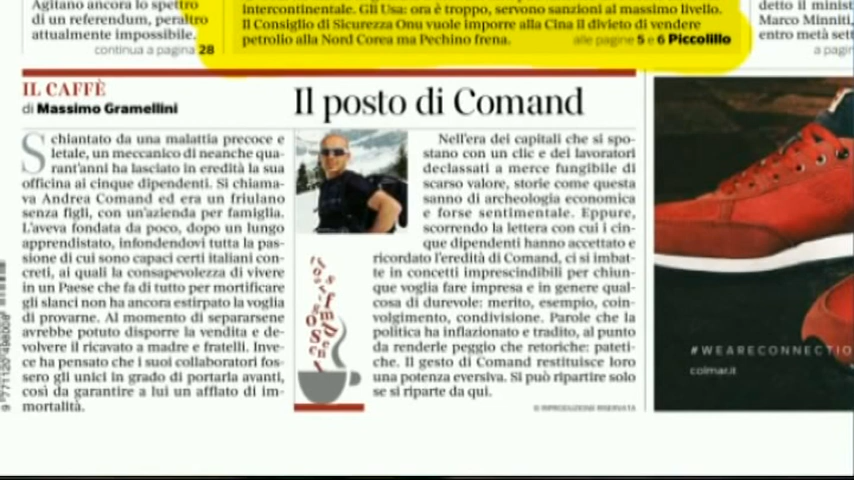 Agitano ancora lo spettro
di un referendum, peraltro
attualmente impossibile.
continua a pagina 28
intercontinentale. Gli Usa: ora è troppo, servono sanzioni al massimo livello.
Il Consiglio di Sicurezza Onu vuole imporre alla Cina il divieto di vendere
petrolio alla Nord Corea ma Pechino frena.
alle pagine 5 e 6 Piccolillo
detto il minist
Marco Minniti,
entro metà sett
a pagin
IL CAFFÈ
di Massimo Gramellini
Il posto di Comand
Schiantato da una malattia precoce e
letale, un meccanico di neanche qua-
rant'anni ha lasciato in eredità la sua
officina ai cinque dipendenti. Si chiama-
va Andrea Comand ed era un friulano
senza figli, con un'azienda per famiglia.
L'aveva fondata da poco, dopo un lungo
apprendistato, infondendovi tutta la pas-
sione di cui sono capaci certi italiani con-
creti, ai quali la consapevolezza di vivere
in un Paese che fa di tutto per mortificare
gli slanci non ha ancora estirpato la voglia
di provarne. Al momento di separarsene
avrebbe potuto disporre la vendita e de-
volvere il ricavato a madre e fratelli. Inve-
ce ha pensato che i suoi collaboratori fos-
sero gli unici in grado di portarla avanti,
così da garantire a lui un afflato di im-
mortalità.
Nell'era dei capitali che si spo-
stano con un clic e dei lavoratori
declassati a merce fungibile di
scarso valore, storie come questa
sanno di archeologia economica
e forse sentimentale. Eppure,
scorrendo la lettera con cui i cin-
que dipendenti hanno accettato e
ricordato l'eredità di Comand, ci si imbat-
te in concetti imprescindibili per chiun-
que voglia fare impresa e in genere qual-
cosa di durevole: merito, esempio, coin-
volgimento, condivisione. Parole che la
politica ha inflazionato e tradito, al punto
da renderle peggio che retoriche: pateti-
che. Il gesto di Comand restituisce loro
una potenza eversiva. Si può ripartire solo
se si riparte da qui.
© RIPRODUZIONE RISERVATA
#WEARECONNECTIO
colmar.it